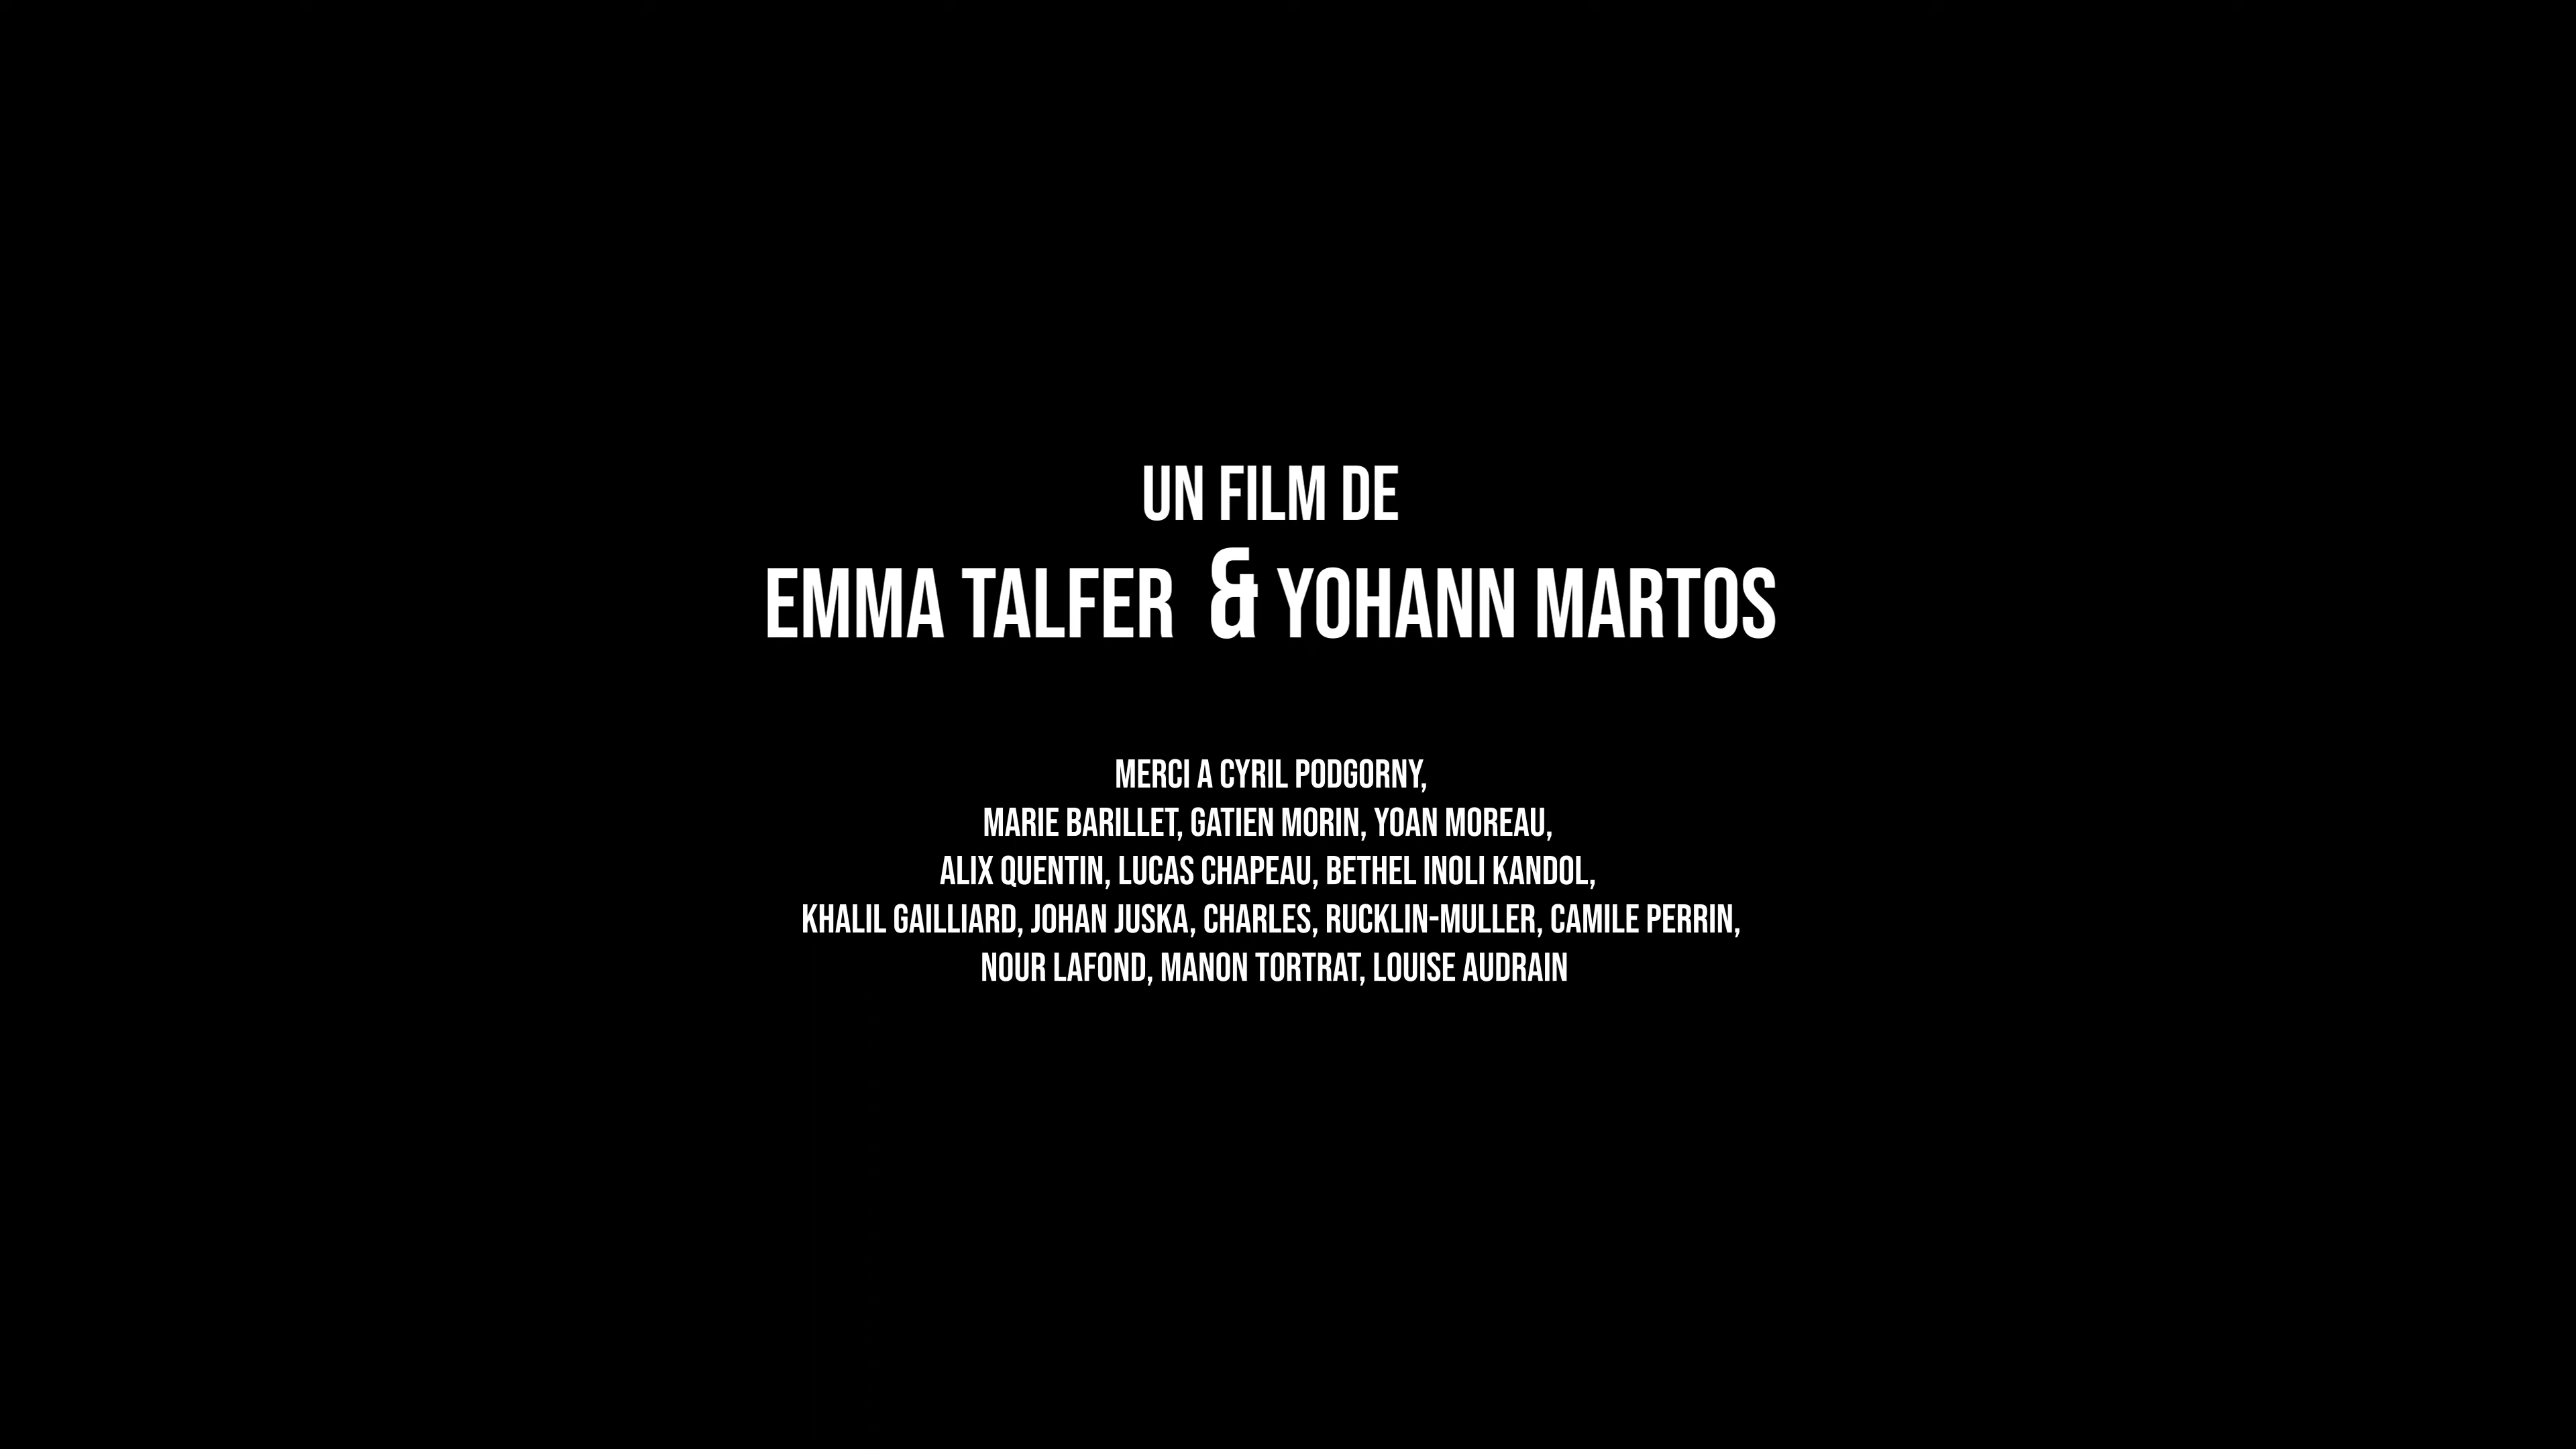 UN FILM DE
EMMA TALFER & YOHANN MARTOS
MERCI A CYRIL PODGORNY,
MARIE BARILLET, GATIEN MORIN, YOAN MOREAU,
ALIX QUENTIN, LUCAS CHAPEAU, BETHEL INOLI KANDOL,
KHALIL GAILLIARD, JOHAN JUSKA, CHARLES, RUCKLIN-MULLER, CAMILE PERRIN,
NOUR LAFOND, MANON TORTRAT, LOUISE AUDRAIN